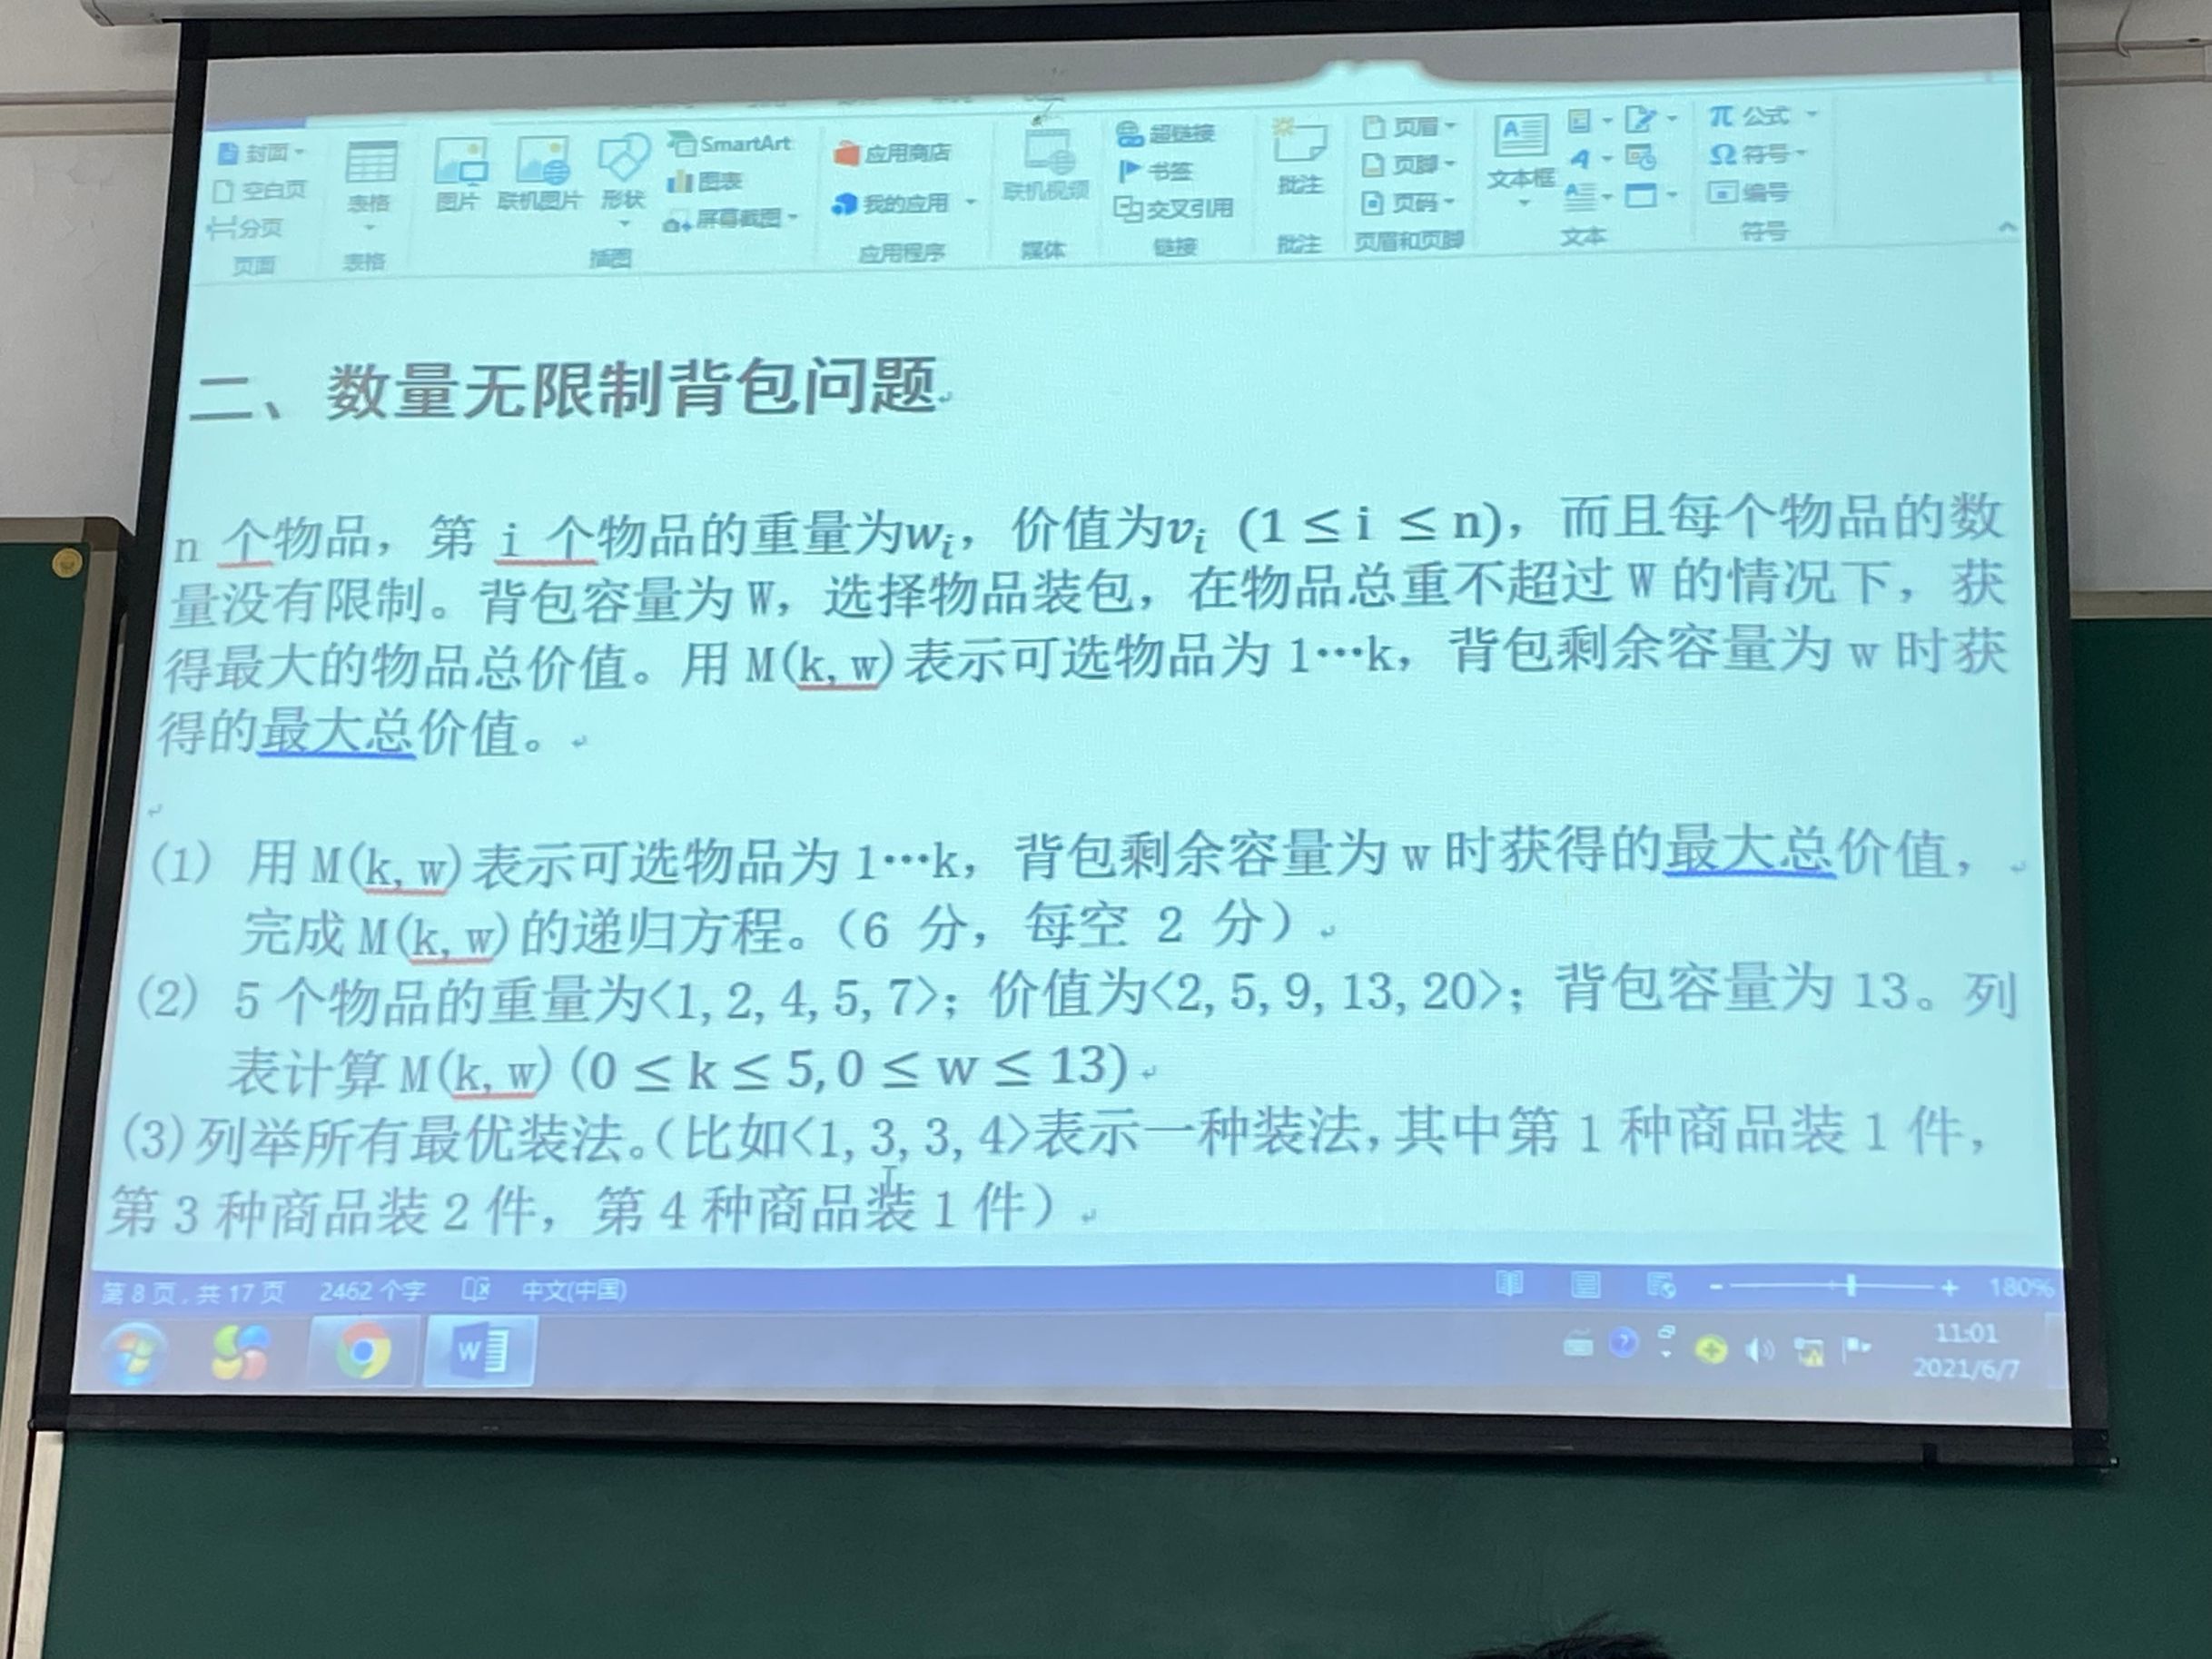 封面
空白页
分页
页面
表格
表格
图片
联机图片
形状
SmartArt
图表
屏幕截图
插图
应用商店
我的应用
应用程序
联机视频
媒体
超链接
书签
交叉引用
链接
批注
批注
页眉
页脚
页码
页眉和页脚
A
文本框
文本
π 公式
Ω 符号
编号
符号
二、数量无限制背包问题
n 个物品，第 i 个物品的重量为wᵢ，价值为vᵢ (1 ≤ i ≤ n)，而且每个物品的数
量没有限制。背包容量为 W，选择物品装包，在物品总重不超过 W 的情况下，获
得最大的物品总价值。用 M(k, w)表示可选物品为 1…k，背包剩余容量为 w 时获
得的最大总价值。
(1) 用 M(k, w)表示可选物品为 1…k，背包剩余容量为 w 时获得的最大总价值，
完成 M(k, w)的递归方程。（6 分，每空 2 分）
(2) 5 个物品的重量为<1, 2, 4, 5, 7>；价值为<2, 5, 9, 13, 20>；背包容量为 13。列
表计算 M(k, w) (0 ≤ k ≤ 5, 0 ≤ w ≤ 13)
(3)列举所有最优装法。（比如<1, 3, 3, 4>表示一种装法，其中第 1 种商品装 1 件，
第 3 种商品装 2 件，第 4 种商品装 1 件）
第 8 页，共 17 页 2462 个字 中文(中国) 180%
W
11:01
2021/6/7